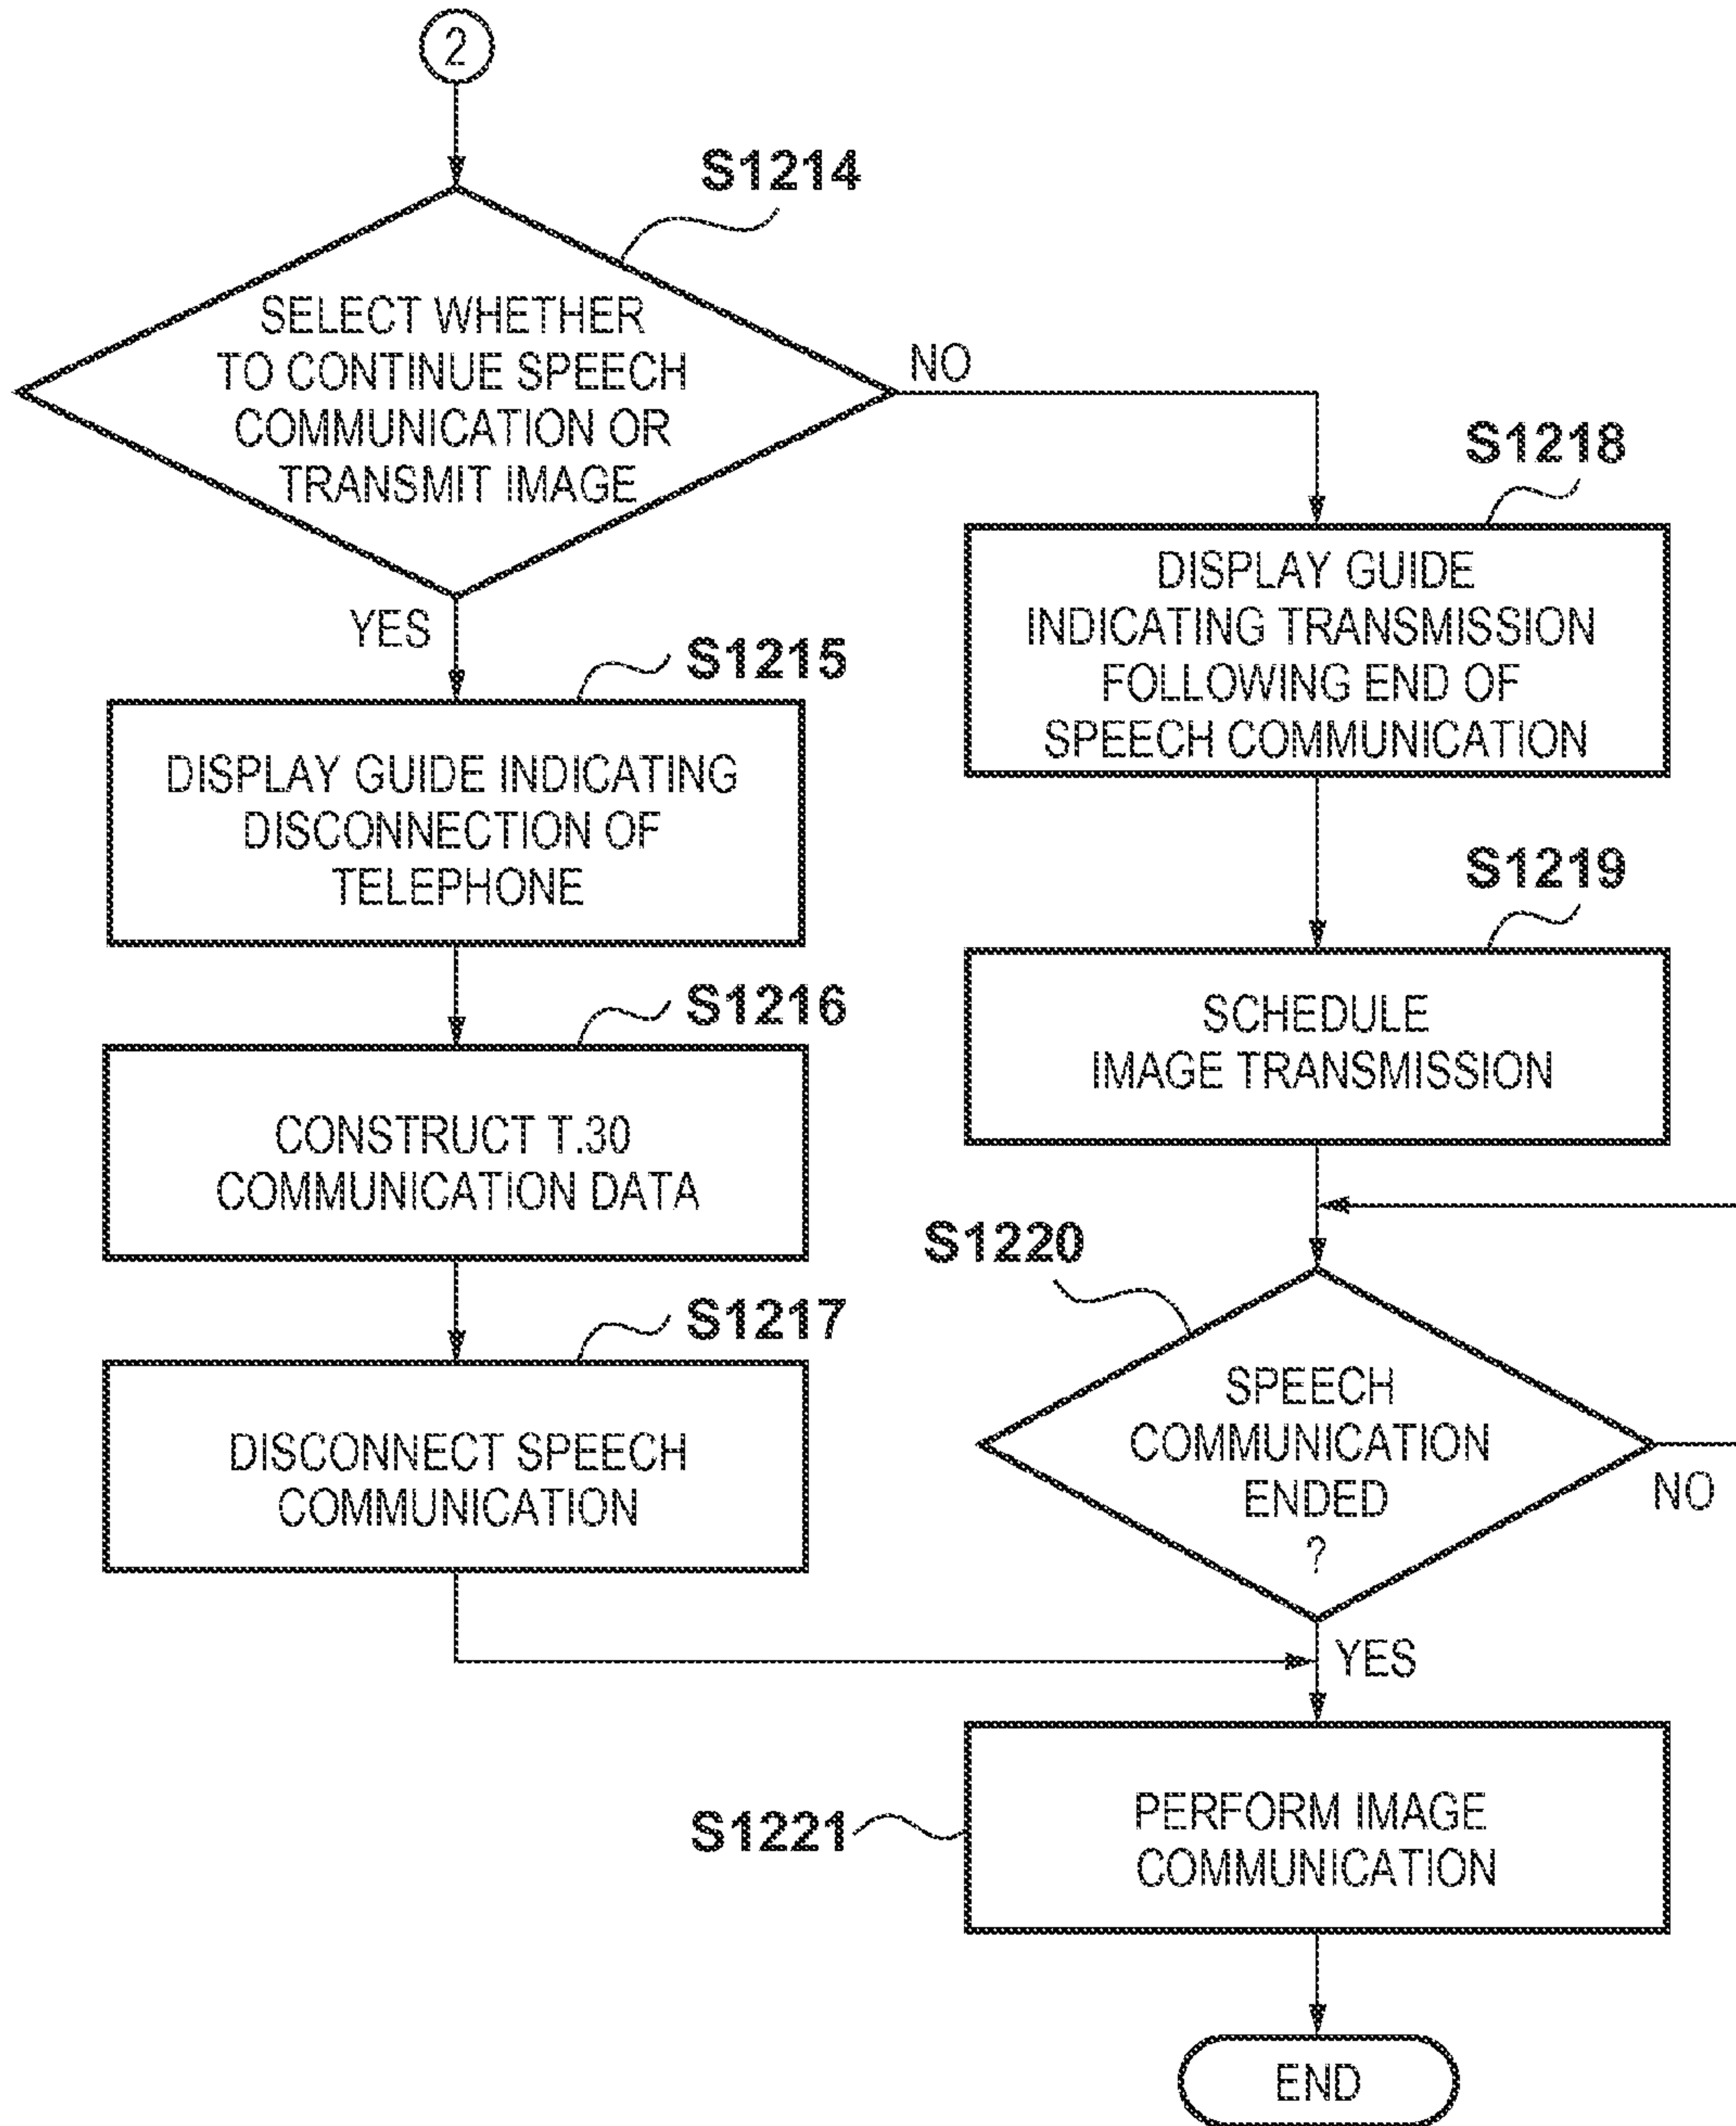 2
S1214
SELECT WHETHER
TO CONTINUE SPEECH
COMMUNICATION OR
TRANSMIT IMAGE
NO
YES
S1215
DISPLAY GUIDE INDICATING
DISCONNECTION OF
TELEPHONE
S1216
CONSTRUCT T.30
COMMUNICATION DATA
S1217
DISCONNECT SPEECH
COMMUNICATION
S1218
DISPLAY GUIDE
INDICATING TRANSMISSION
FOLLOWING END OF
SPEECH COMMUNICATION
S1219
SCHEDULE
IMAGE TRANSMISSION
S1220
SPEECH
COMMUNICATION
ENDED
?
NO
YES
S1221
PERFORM IMAGE
COMMUNICATION
END